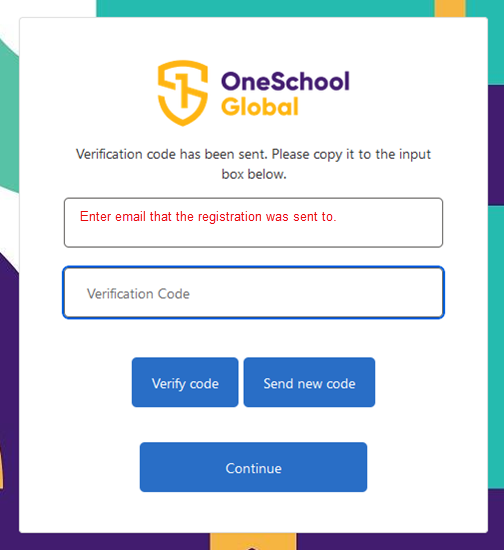 OneSchool
Global
Verification code has been sent. Please copy it to the input
box below.
Enter email that the registration was sent to.
Verification Code
Verify code
Send new code
Continue